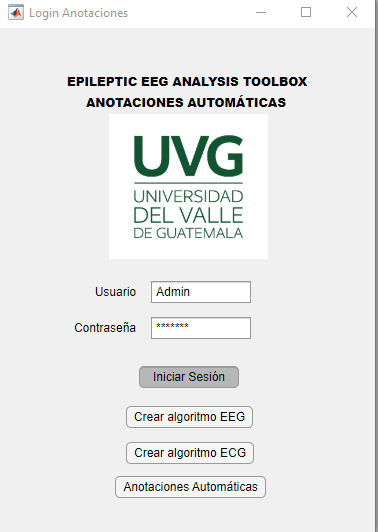 Login Anotaciones
EPILEPTIC EEG ANALYSIS TOOLBOX
ANOTACIONES AUTOMÁTICAS
UVG
UNIVERSIDAD
DEL VALLE
DE GUATEMALA
Usuario Admin
Contraseña *******
Iniciar Sesión
Crear algoritmo EEG
Crear algoritmo ECG
Anotaciones Automáticas